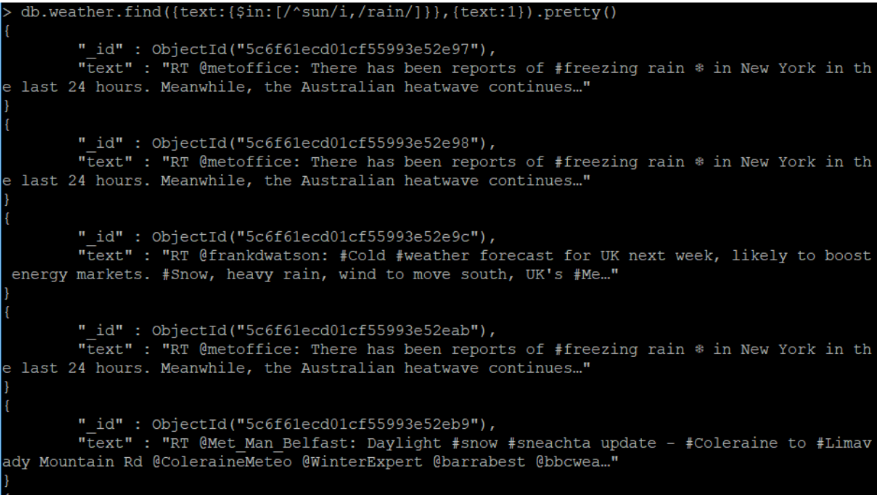 > db.weather.find({text:{$in:[/^sun/i,/rain/]}},{text:1}).pretty()
{
        "_id" : ObjectId("5c6f61ecd01cf55993e52e97"),
        "text" : "RT @metoffice: There has been reports of #freezing rain ❄ in New York in th
e last 24 hours. Meanwhile, the Australian heatwave continues…"
}
{
        "_id" : ObjectId("5c6f61ecd01cf55993e52e98"),
        "text" : "RT @metoffice: There has been reports of #freezing rain ❄ in New York in th
e last 24 hours. Meanwhile, the Australian heatwave continues…"
}
{
        "_id" : ObjectId("5c6f61ecd01cf55993e52e9c"),
        "text" : "RT @frankdwatson: #Cold #weather forecast for UK next week, likely to boost
 energy markets. #Snow, heavy rain, wind to move south, UK's #Me…"
}
{
        "_id" : ObjectId("5c6f61ecd01cf55993e52eab"),
        "text" : "RT @metoffice: There has been reports of #freezing rain ❄ in New York in th
e last 24 hours. Meanwhile, the Australian heatwave continues…"
}
{
        "_id" : ObjectId("5c6f61ecd01cf55993e52eb9"),
        "text" : "RT @Met_Man_Belfast: Daylight #snow #sneachta update - #Coleraine to #Limav
ady Mountain Rd @ColeraineMeteo @WinterExpert @barrabest @bbcwea…"
}